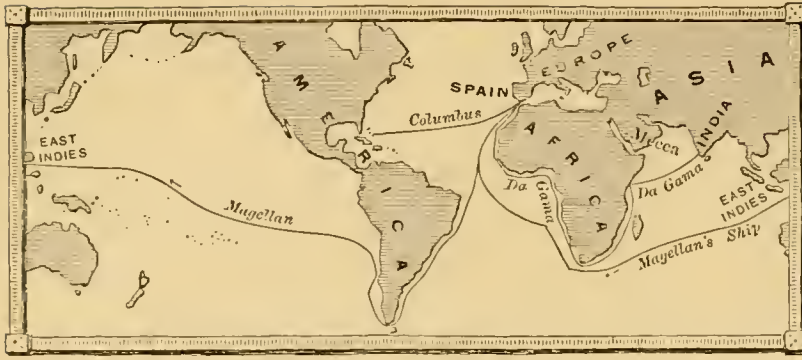 AMERICA
EUROPE
ASIA
SPAIN
Columbus
AFRICA
Mecca
INDIA
EAST
INDIES
Da Gama
Da Gama
EAST
INDIES
Magellan
Magellan's Ship